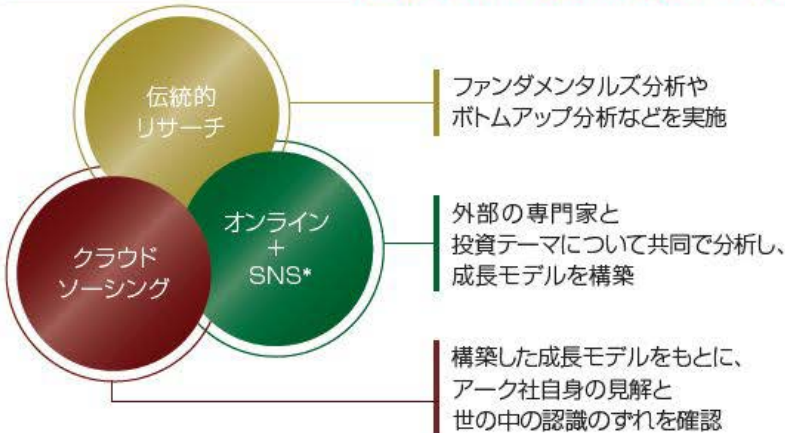 伝統的
リサーチ
ファンダメンタルズ分析や
ボトムアップ分析などを実施
オンライン
+
SNS*
外部の専門家と
投資テーマについて共同で分析し、
成長モデルを構築
クラウド
ソーシング
構築した成長モデルをもとに、
アーク社自身の見解と
世の中の認識のずれを確認